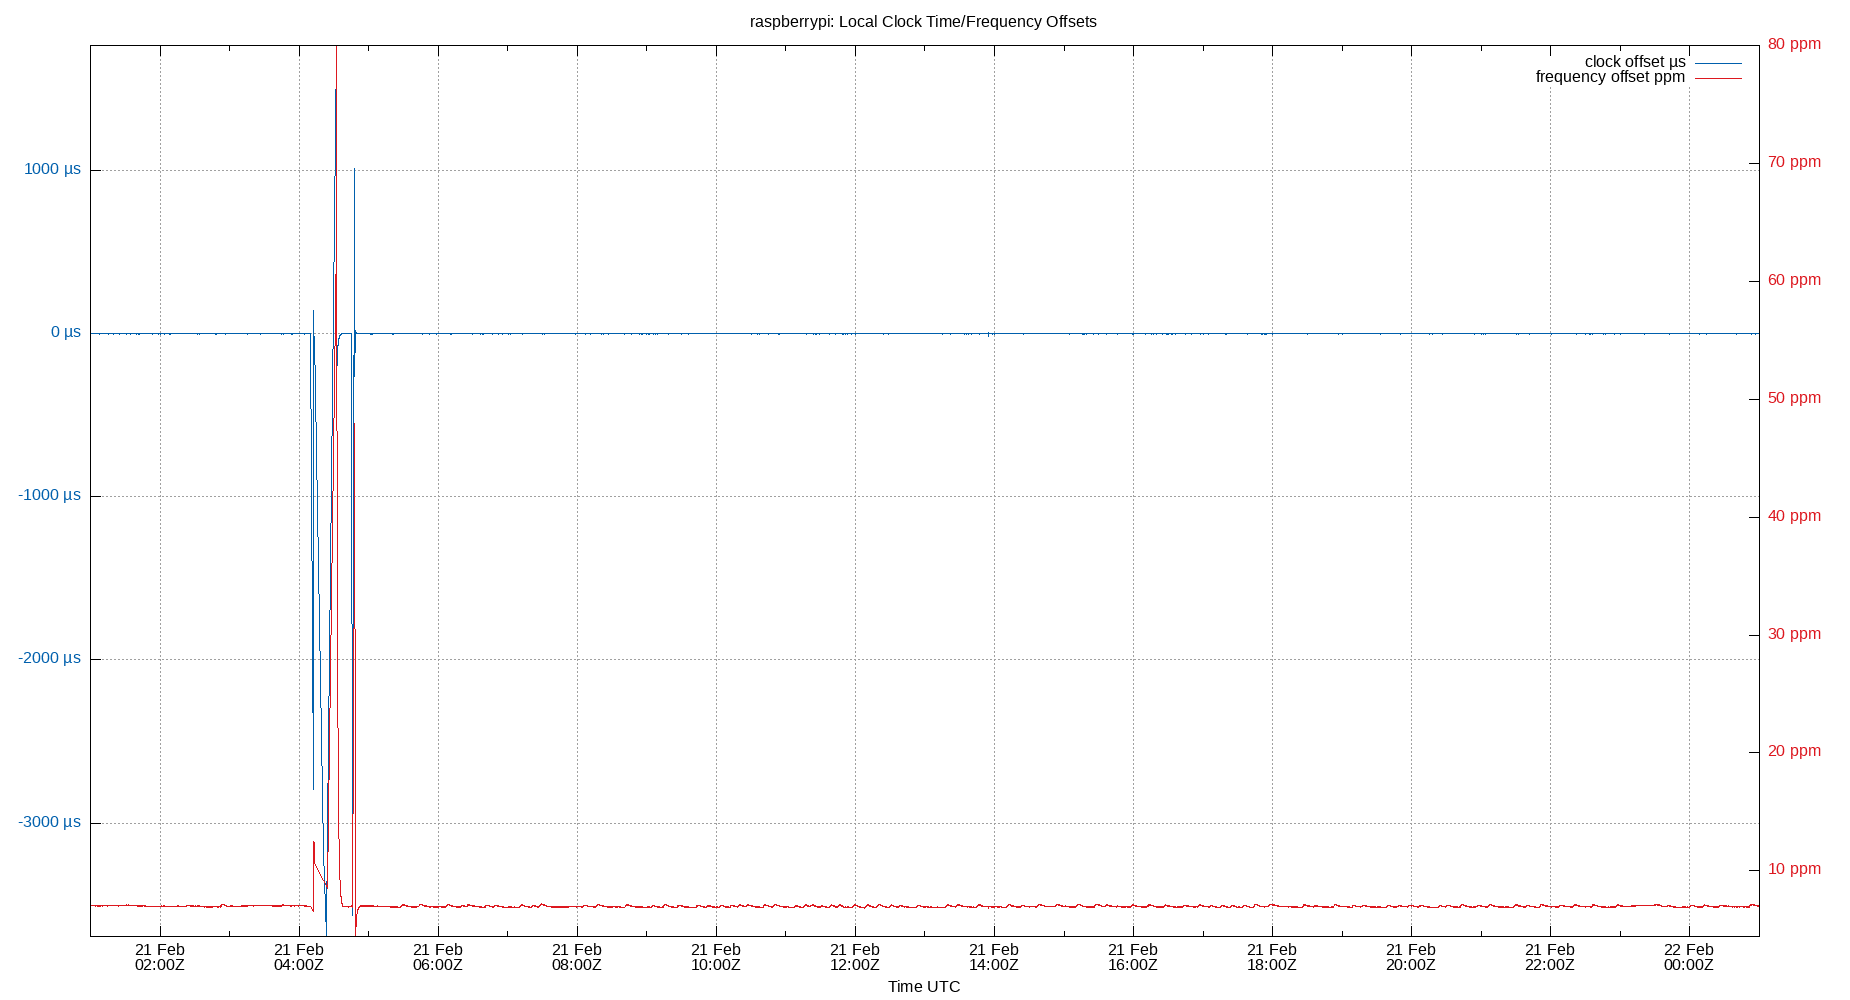 raspberrypi: Local Clock Time/Frequency Offsets
clock offset µs
frequency offset ppm
1000 µs
0 µs
-1000 µs
-2000 µs
-3000 µs
80 ppm
70 ppm
60 ppm
50 ppm
40 ppm
30 ppm
20 ppm
10 ppm
21 Feb 21 Feb 21 Feb 21 Feb 21 Feb 21 Feb 21 Feb 21 Feb 21 Feb 21 Feb 21 Feb 22 Feb
02:00Z 04:00Z 06:00Z 08:00Z 10:00Z 12:00Z 14:00Z 16:00Z 18:00Z 20:00Z 22:00Z 00:00Z
Time UTC